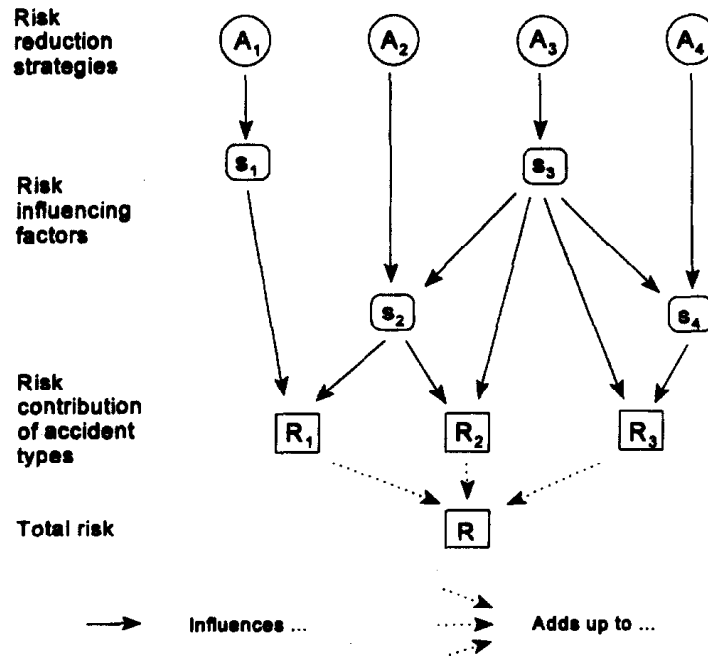 Risk
reduction
strategies
A1 A2 A3 A4
s1 s3
Risk
influencing
factors
s2 s4
Risk
contribution
of accident
types
R1 R2 R3
Total risk
R
Influences ... Adds up to ...